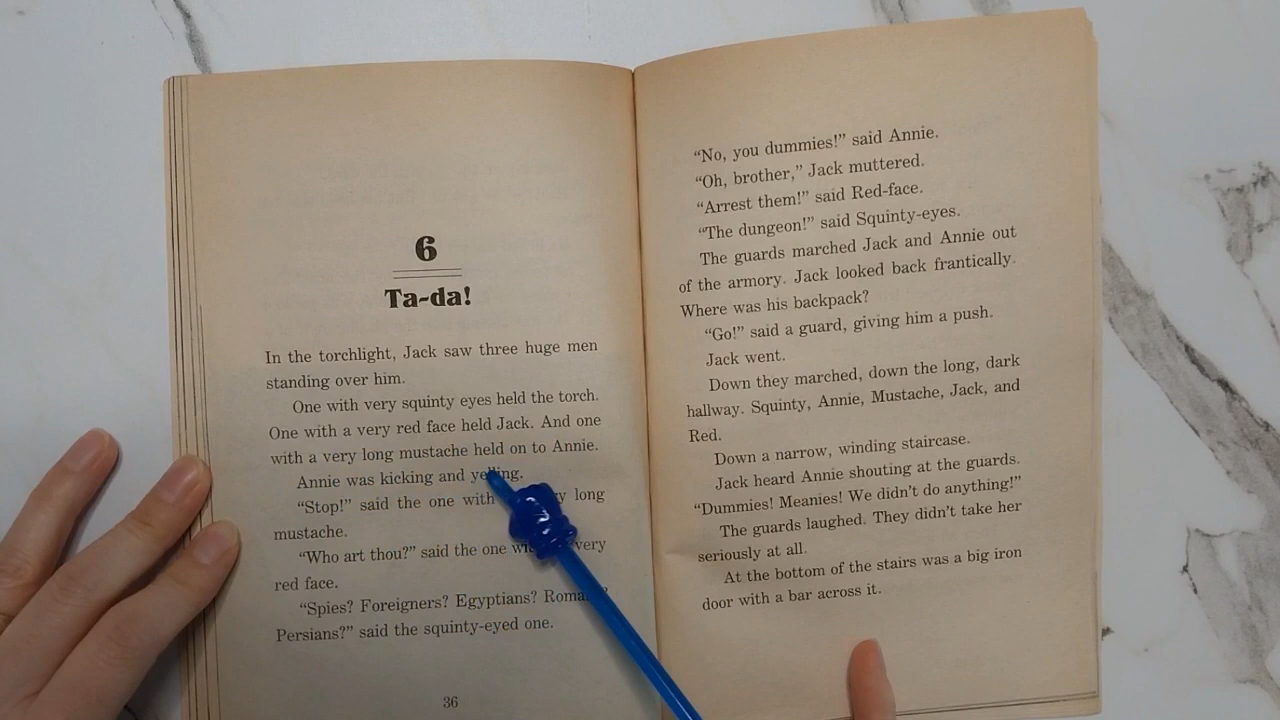 6
Ta-da!
In the torchlight, Jack saw three huge men
standing over him.
One with very squinty eyes held the torch.
One with a very red face held Jack. And one
with a very long mustache held on to Annie.
Annie was kicking and yelling.
"Stop!" said the one with long
mustache.
"Who art thou?" said the one very
red face.
"Spies? Foreigners? Egyptians?
Persians?" said the squinty-eyed one.
36
"No, you dummies!" said Annie.
"Oh, brother," Jack muttered.
"Arrest them!" said Red-face.
"The dungeon!" said Squinty-eyes.
The guards marched Jack and Annie out
of the armory. Jack looked back frantically.
Where was his backpack?
"Go!" said a guard, giving him a push.
Jack went.
Down they marched, down the long, dark
hallway. Squinty, Annie, Mustache, Jack, and
Red.
Down a narrow, winding staircase.
Jack heard Annie shouting at the guards.
"Dummies! Meanies! We didn't do anything!"
The guards laughed. They didn't take her
seriously at all.
At the bottom of the stairs was a big iron
door with a bar across it.